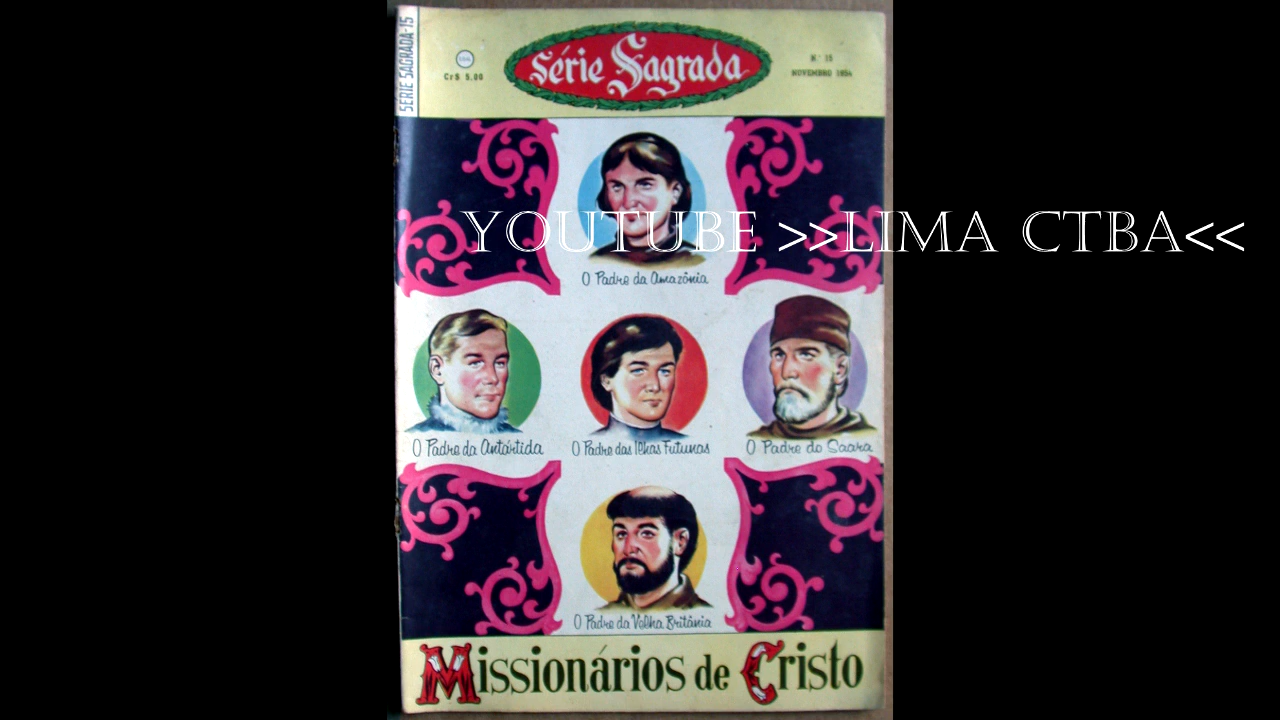 SÉRIE SAGRADA-15
Cr$ 5,00
Série Sagrada
N.º 15
NOVEMBRO 1954
YOUTUBE >>LIMA CTBA<<
O Padre da Amazônia
O Padre da Antártida
O Padre das Ilhas Futunas
O Padre do Saara
O Padre da Velha Britânia
Missionários de Cristo